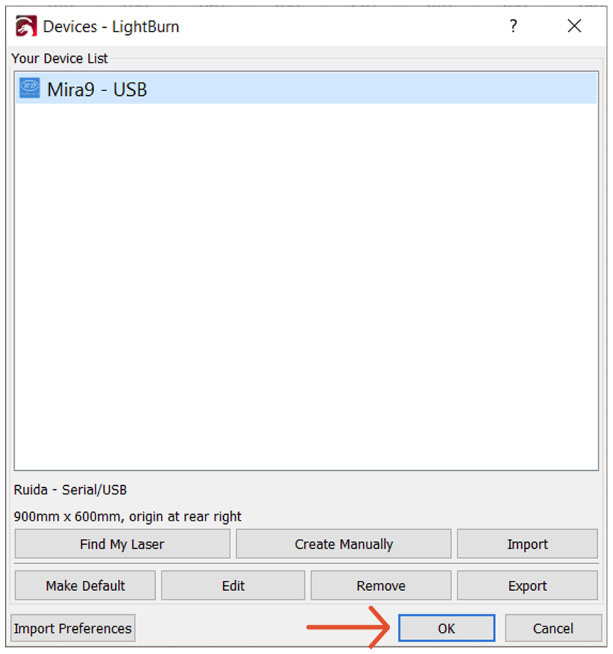 Devices - LightBurn ?
Your Device List
Mira9 - USB
Ruida - Serial/USB
900mm x 600mm, origin at rear right
Find My Laser Create Manually Import
Make Default Edit Remove Export
Import Preferences OK Cancel